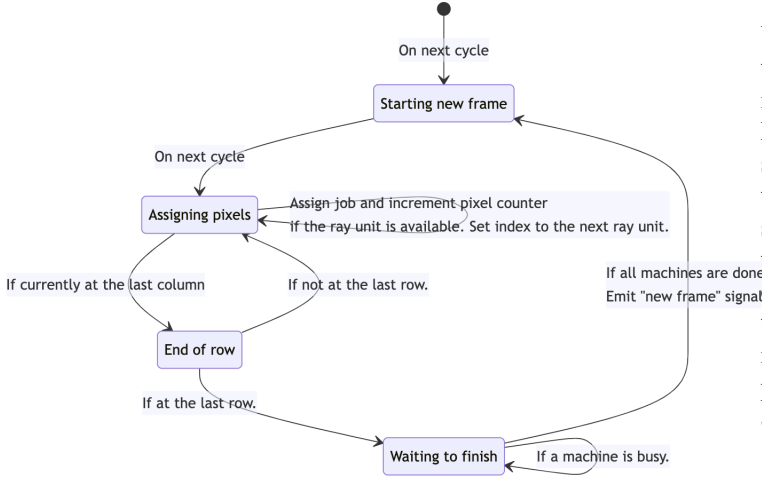 On next cycle
Starting new frame
On next cycle
Assigning pixels
Assign job and increment pixel counter
if the ray unit is available. Set index to the next ray unit.
If currently at the last column
If not at the last row.
If all machines are done
Emit "new frame" signal
End of row
If at the last row.
Waiting to finish
If a machine is busy.